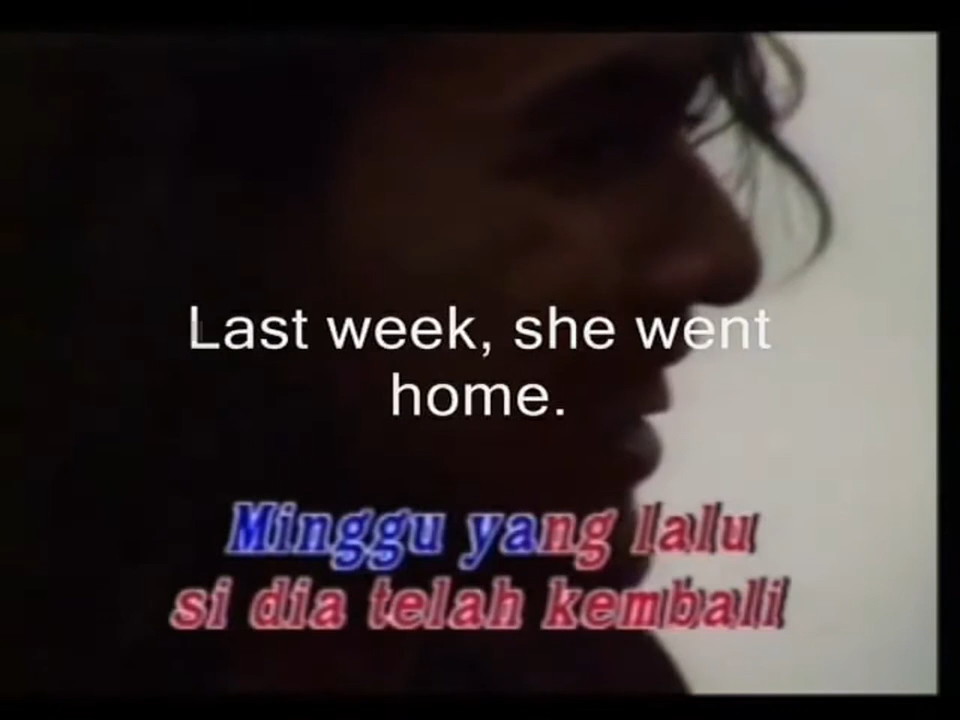 Last week, she went
home.
Minggu yang lalu
si dia telah kembali